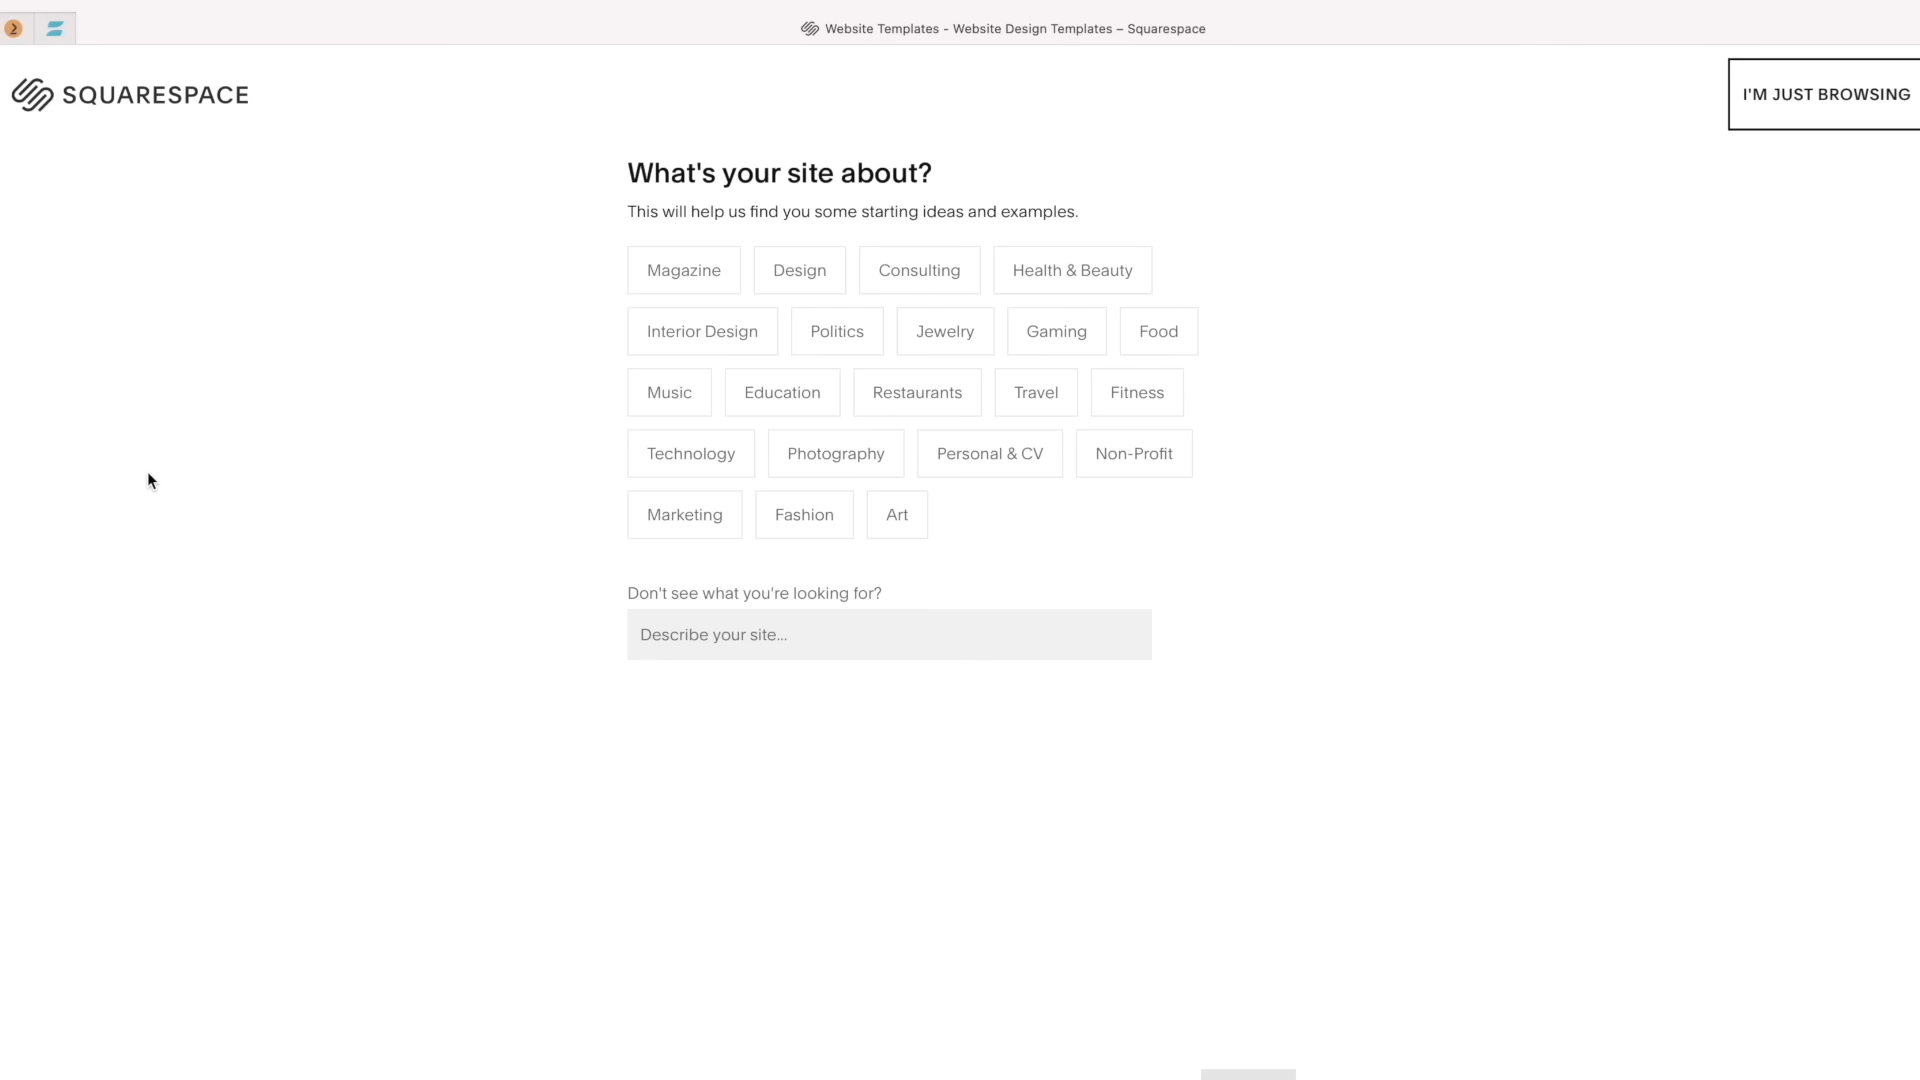 Website Templates - Website Design Templates – Squarespace
SQUARESPACE
I'M JUST BROWSING
What's your site about?
This will help us find you some starting ideas and examples.
Magazine Design Consulting Health & Beauty
Interior Design Politics Jewelry Gaming Food
Music Education Restaurants Travel Fitness
Technology Photography Personal & CV Non-Profit
Marketing Fashion Art
Don't see what you're looking for?
Describe your site...